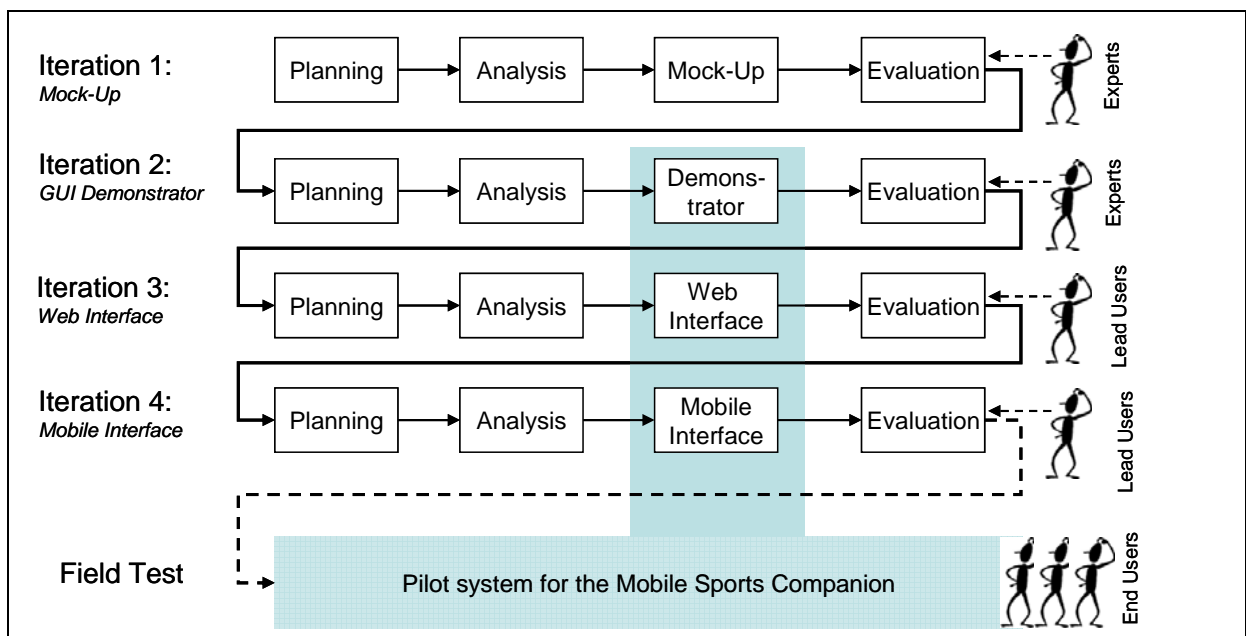 Iteration 1:
Mock-Up
Planning
Analysis
Mock-Up
Evaluation
Experts
Iteration 2:
GUI Demonstrator
Planning
Analysis
Demons-
trator
Evaluation
Experts
Iteration 3:
Web Interface
Planning
Analysis
Web
Interface
Evaluation
Lead Users
Iteration 4:
Mobile Interface
Planning
Analysis
Mobile
Interface
Evaluation
Lead Users
Field Test
Pilot system for the Mobile Sports Companion
End Users